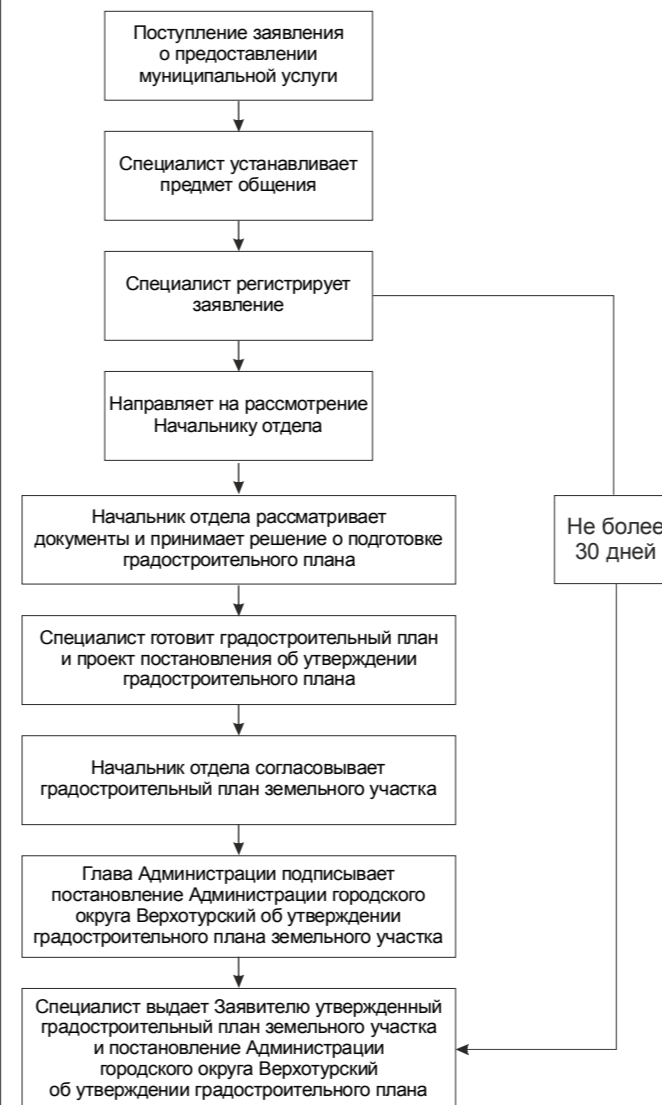 Поступление заявления
о предоставлении
муниципальной услуги
Специалист устанавливает
предмет общения
Специалист регистрирует
заявление
Направляет на рассмотрение
Начальнику отдела
Начальник отдела рассматривает
документы и принимает решение о подготовке
градостроительного плана
Не более
30 дней
Специалист готовит градостроительный план
и проект постановления об утверждении
градостроительного плана
Начальник отдела согласовывает
градостроительный план земельного участка
Глава Администрации подписывает
постановление Администрации городского
округа Верхотурский об утверждении
градостроительного плана земельного участка
Специалист выдает Заявителю утвержденный
градостроительный план земельного участка
и постановление Администрации
городского округа Верхотурский
об утверждении градостроительного плана